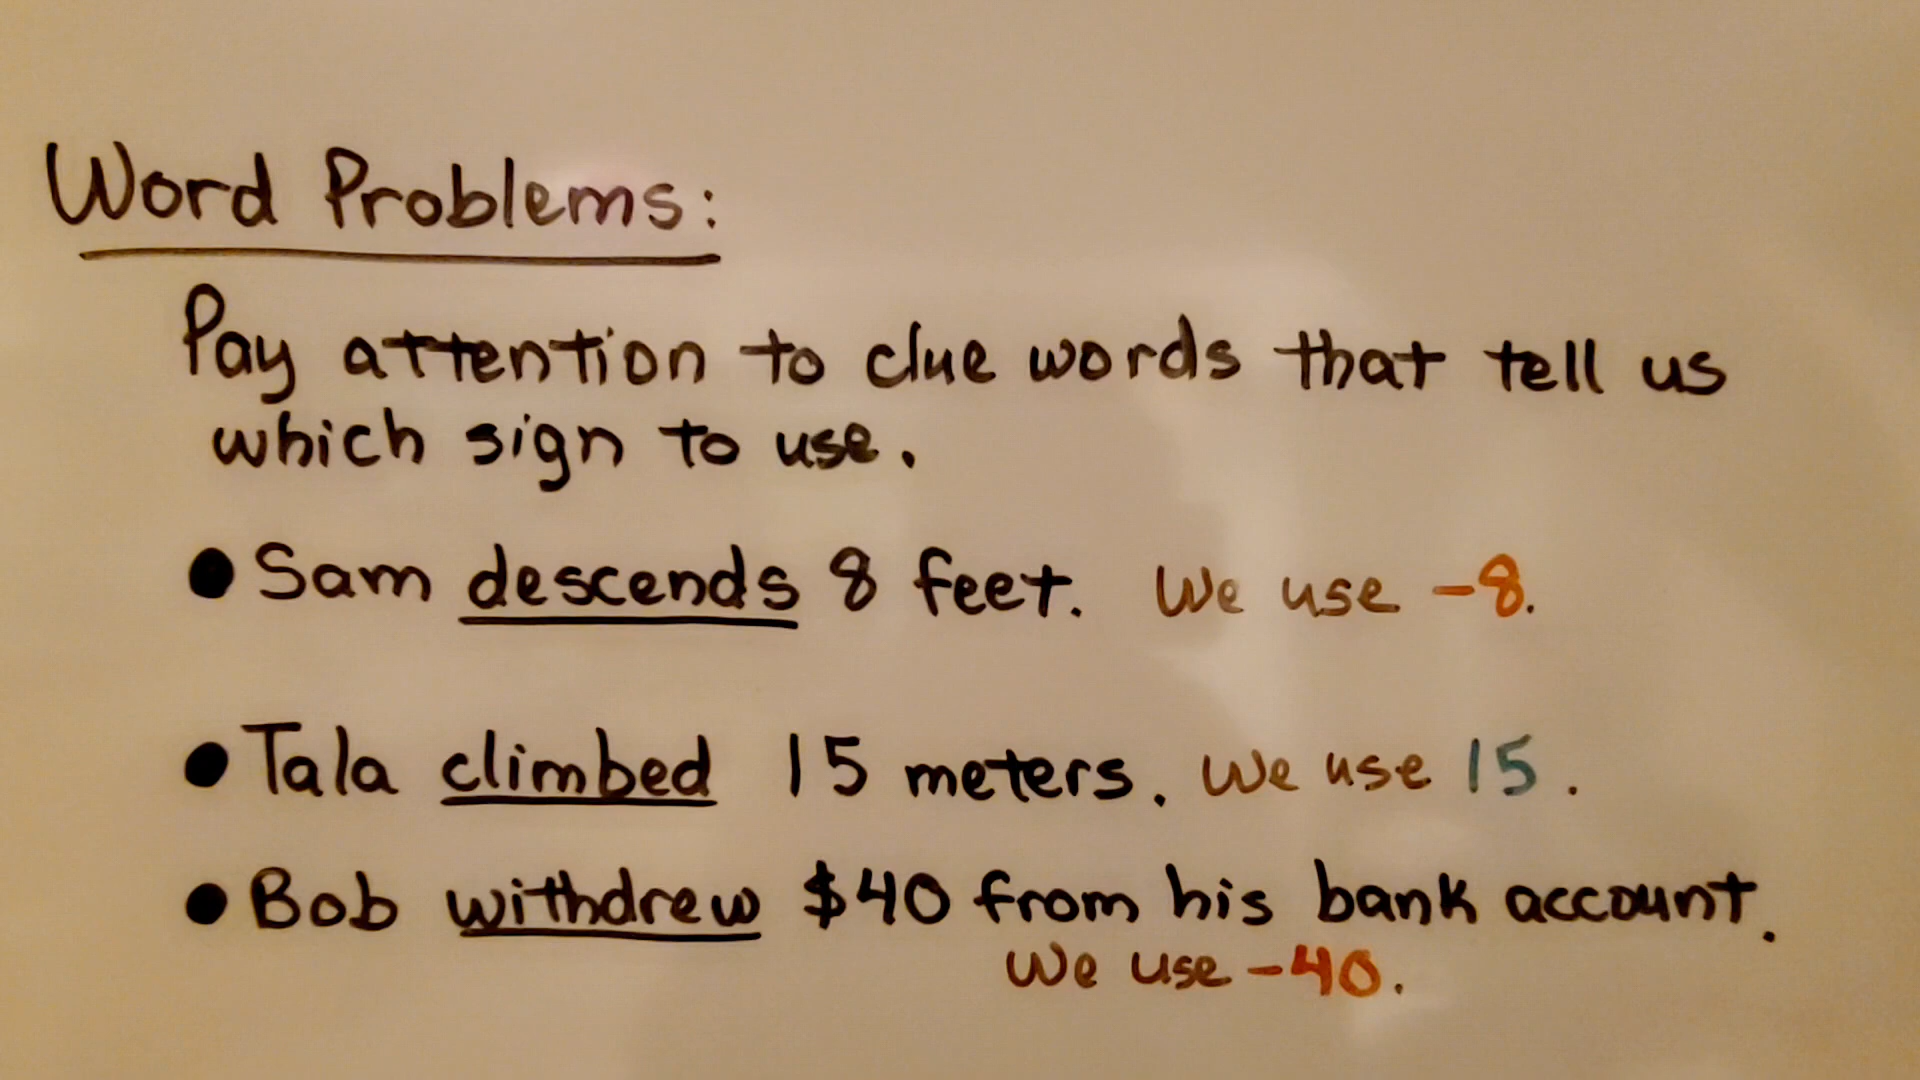 Word Problems:
Pay attention to clue words that tell us
which sign to use.
● Sam descends 8 feet. We use -8.
● Tala climbed 15 meters. We use 15.
● Bob withdrew $40 from his bank account.
We use -40.